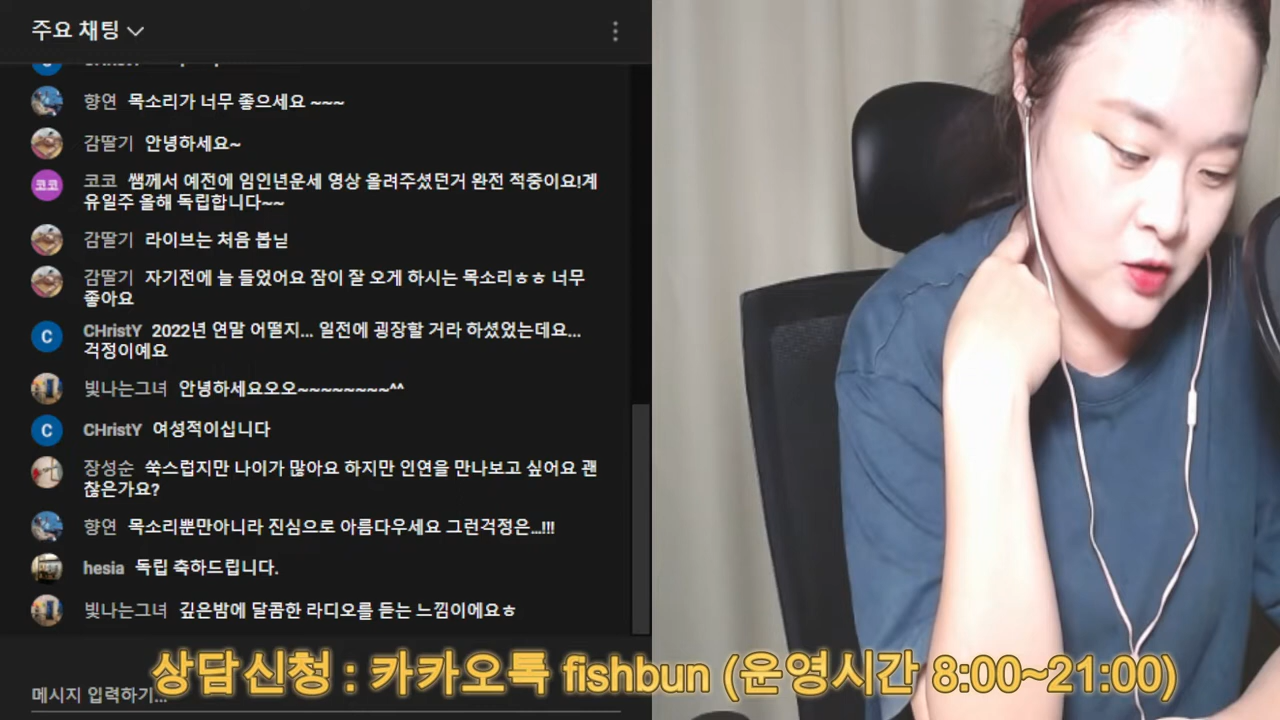 주요 채팅
향연 목소리가 너무 좋으세요 ~~~
감딸기 안녕하세요~
코코
코코 쌤께서 예전에 임인년운세 영상 올려주셨던거 완전 적중이요!계
유일주 올해 독립합니다~~
감딸기 라이브는 처음 봅닏
감딸기 자기전에 늘 들었어요 잠이 잘 오게 하시는 목소리ㅎㅎ 너무
좋아요
C
CHristY 2022년 연말 어떨지... 일전에 굉장할 거라 하셨었는데요...
걱정이예요
빛나는그녀 안녕하세요오오~~~~~~~~^^
C
CHristY 여성적이십니다
장성순 쑥스럽지만 나이가 많아요 하지만 인연을 만나보고 싶어요 괜
찮은가요?
향연 목소리뿐만아니라 진심으로 아름다우세요 그런걱정은...!!!
hesia 독립 축하드립니다.
빛나는그녀 깊은밤에 달콤한 라디오를 듣는 느낌이에요ㅎ
상담신청 : 카카오톡 fishbun (운영시간 8:00~21:00)
메시지 입력하기...